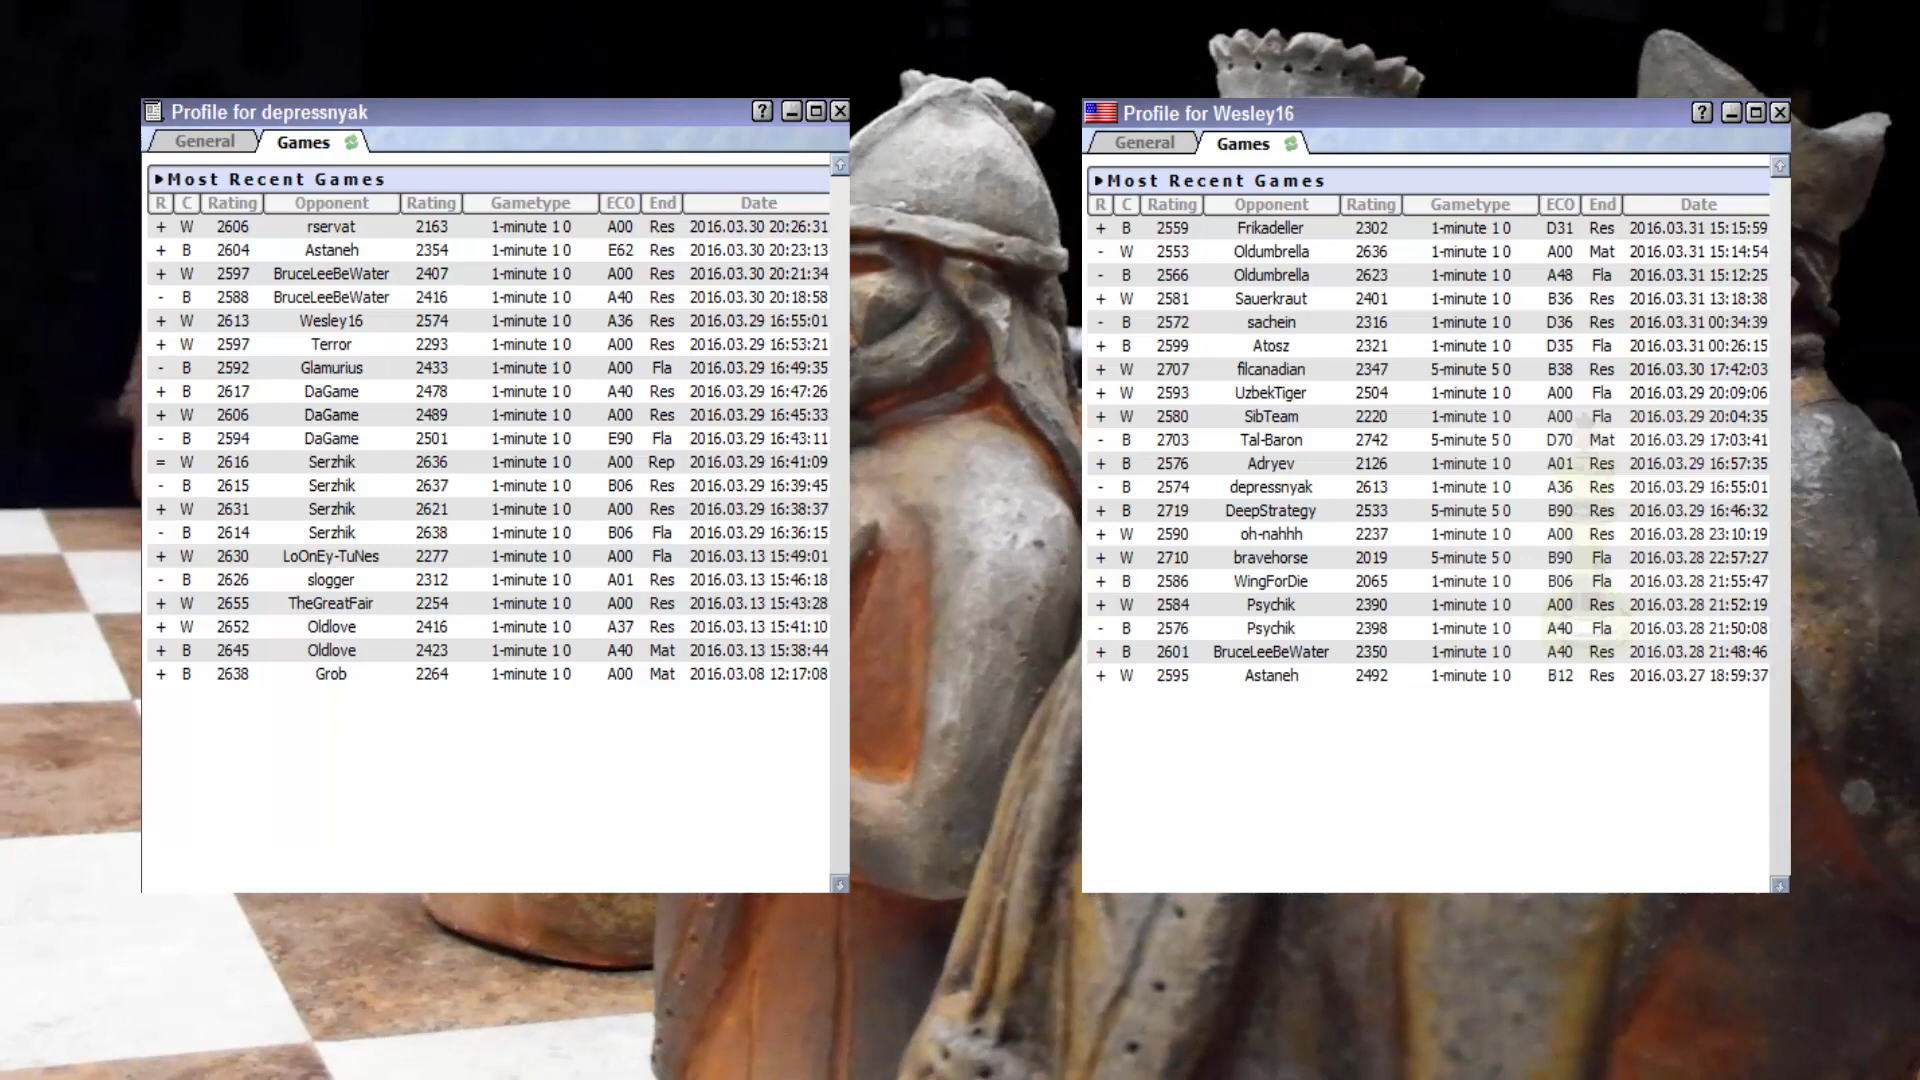 Profile for depressnyak
General Games
Most Recent Games
R C Rating Opponent Rating Gametype ECO End Date
+ W 2606 rservat 2163 1-minute 1 0 A00 Res 2016.03.30 20:26:31
+ B 2604 Astaneh 2354 1-minute 1 0 E62 Res 2016.03.30 20:23:13
+ W 2597 BruceLeeBeWater 2407 1-minute 1 0 A00 Res 2016.03.30 20:21:34
- B 2588 BruceLeeBeWater 2416 1-minute 1 0 A40 Res 2016.03.30 20:18:58
+ W 2613 Wesley16 2574 1-minute 1 0 A36 Res 2016.03.29 16:55:01
+ W 2597 Terror 2293 1-minute 1 0 A00 Res 2016.03.29 16:53:21
- B 2592 Glamurius 2433 1-minute 1 0 A00 Fla 2016.03.29 16:49:35
+ B 2617 DaGame 2478 1-minute 1 0 A40 Res 2016.03.29 16:47:26
+ W 2606 DaGame 2489 1-minute 1 0 A00 Res 2016.03.29 16:45:33
- B 2594 DaGame 2501 1-minute 1 0 E90 Fla 2016.03.29 16:43:11
= W 2616 Serzhik 2636 1-minute 1 0 A00 Rep 2016.03.29 16:41:09
- B 2615 Serzhik 2637 1-minute 1 0 B06 Res 2016.03.29 16:39:45
+ W 2631 Serzhik 2621 1-minute 1 0 A00 Res 2016.03.29 16:38:37
- B 2614 Serzhik 2638 1-minute 1 0 B06 Fla 2016.03.29 16:36:15
+ W 2630 LoOnEy-TuNes 2277 1-minute 1 0 A00 Fla 2016.03.13 15:49:01
- B 2626 slogger 2312 1-minute 1 0 A01 Res 2016.03.13 15:46:18
+ W 2655 TheGreatFair 2254 1-minute 1 0 A00 Res 2016.03.13 15:43:28
+ W 2652 Oldlove 2416 1-minute 1 0 A37 Res 2016.03.13 15:41:10
+ B 2645 Oldlove 2423 1-minute 1 0 A40 Mat 2016.03.13 15:38:44
+ B 2638 Grob 2264 1-minute 1 0 A00 Mat 2016.03.08 12:17:08
Profile for Wesley16
General Games
Most Recent Games
R C Rating Opponent Rating Gametype ECO End Date
+ B 2559 Frikadeller 2302 1-minute 1 0 D31 Res 2016.03.31 15:15:59
- W 2553 Oldumbrella 2636 1-minute 1 0 A00 Mat 2016.03.31 15:14:54
- B 2566 Oldumbrella 2623 1-minute 1 0 A48 Fla 2016.03.31 15:12:25
+ W 2581 Sauerkraut 2401 1-minute 1 0 B36 Res 2016.03.31 13:18:38
- B 2572 sachein 2316 1-minute 1 0 D36 Res 2016.03.31 00:34:39
+ B 2599 Atosz 2321 1-minute 1 0 D35 Fla 2016.03.31 00:26:15
+ W 2707 filcanadian 2347 5-minute 5 0 B38 Res 2016.03.30 17:42:03
+ W 2593 UzbekTiger 2504 1-minute 1 0 A00 Fla 2016.03.29 20:09:06
+ W 2580 SibTeam 2220 1-minute 1 0 A00 Fla 2016.03.29 20:04:35
- B 2703 Tal-Baron 2742 5-minute 5 0 D70 Mat 2016.03.29 17:03:41
+ B 2576 Adryev 2126 1-minute 1 0 A01 Res 2016.03.29 16:57:35
- B 2574 depressnyak 2613 1-minute 1 0 A36 Res 2016.03.29 16:55:01
+ B 2719 DeepStrategy 2533 5-minute 5 0 B90 Res 2016.03.29 16:46:32
+ W 2590 oh-nahhh 2237 1-minute 1 0 A00 Res 2016.03.28 23:10:19
+ W 2710 bravehorse 2019 5-minute 5 0 B90 Fla 2016.03.28 22:57:27
+ B 2586 WingForDie 2065 1-minute 1 0 B06 Fla 2016.03.28 21:55:47
+ W 2584 Psychik 2390 1-minute 1 0 A00 Res 2016.03.28 21:52:19
- B 2576 Psychik 2398 1-minute 1 0 A40 Fla 2016.03.28 21:50:08
+ B 2601 BruceLeeBeWater 2350 1-minute 1 0 A40 Res 2016.03.28 21:48:46
+ W 2595 Astaneh 2492 1-minute 1 0 B12 Res 2016.03.27 18:59:37